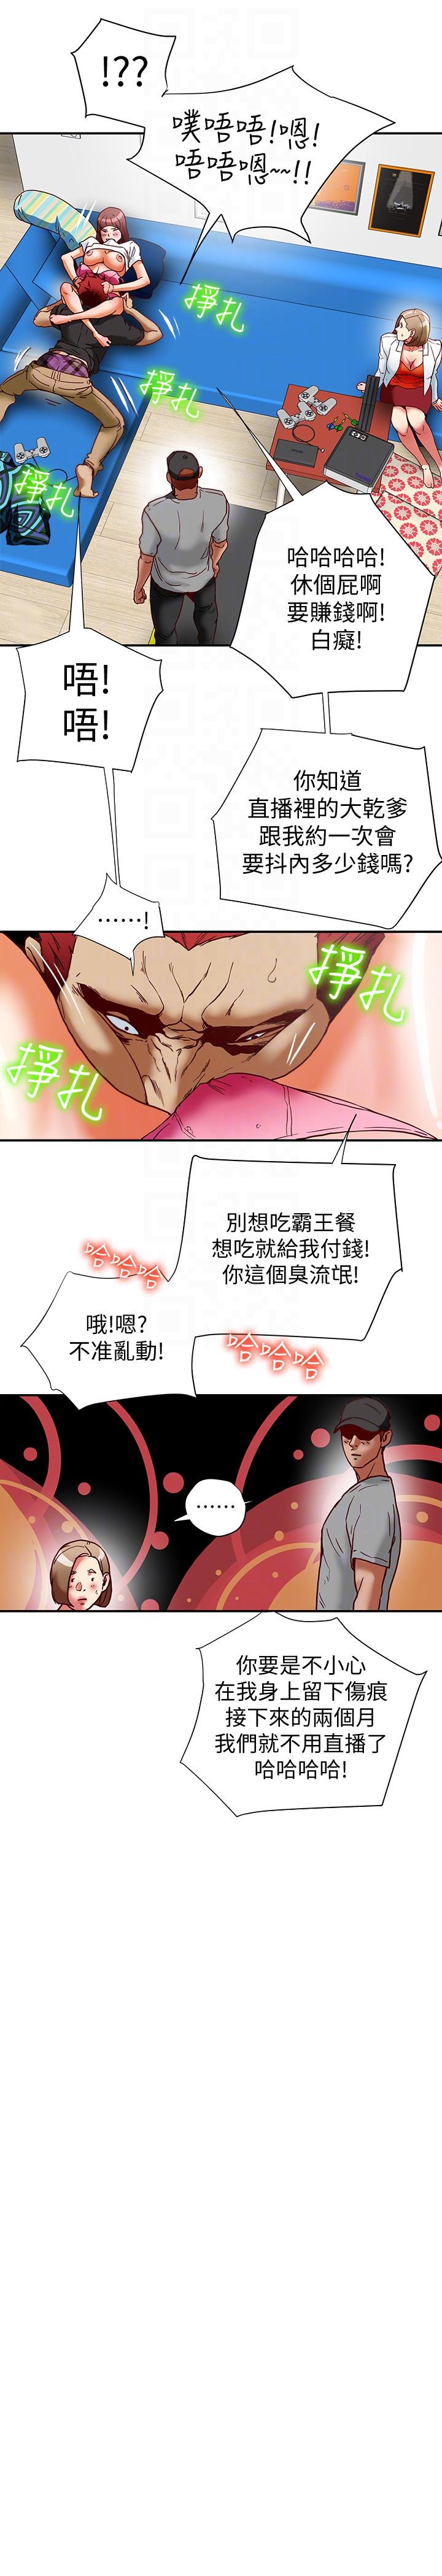 !??
噗唔唔!嗯!
唔唔嗯~~!!
掙扎
掙扎
掙扎
哈哈哈哈!
休個屁啊
要賺錢啊!
白癡!
唔!
唔!
你知道
直播裡的大乾爹
跟我約一次會
要抖內多少錢嗎?
……!
掙扎
掙扎
別想吃霸王餐
想吃就給我付錢!
你這個臭流氓!
哈哈哈
哦!嗯?
不准亂動!
哈哈哈
……
你要是不小心
在我身上留下傷痕
接下來的兩個月
我們就不用直播了
哈哈哈哈!